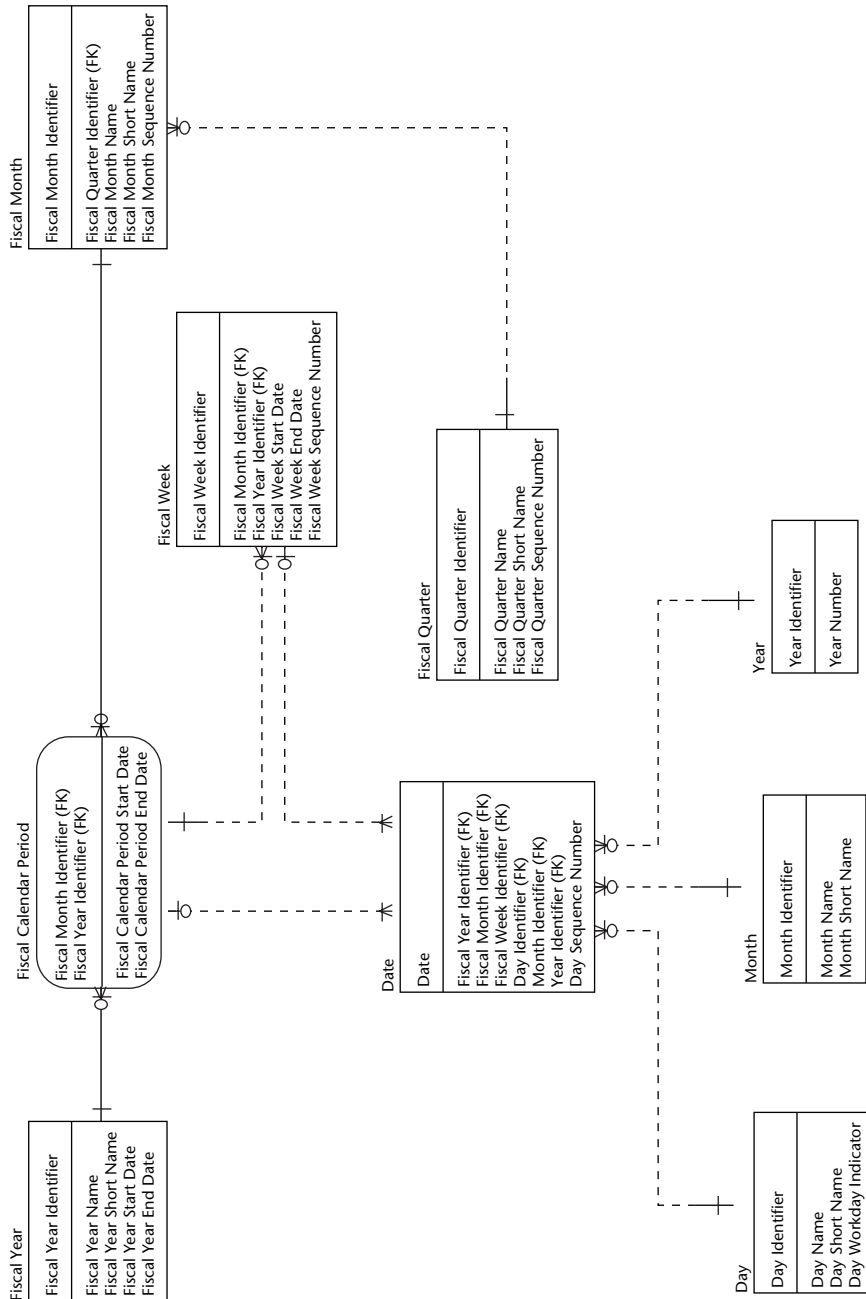 Fiscal Year
Fiscal Year Identifier
Fiscal Year Name
Fiscal Year Short Name
Fiscal Year Start Date
Fiscal Year End Date
Fiscal Calendar Period
Fiscal Month Identifier (FK)
Fiscal Year Identifier (FK)
Fiscal Calendar Period Start Date
Fiscal Calendar Period End Date
Fiscal Month
Fiscal Month Identifier
Fiscal Quarter Identifier (FK)
Fiscal Month Name
Fiscal Month Short Name
Fiscal Month Sequence Number
Fiscal Week
Fiscal Week Identifier
Fiscal Month Identifier (FK)
Fiscal Year Identifier (FK)
Fiscal Week Start Date
Fiscal Week End Date
Fiscal Week Sequence Number
Date
Date
Fiscal Year Identifier (FK)
Fiscal Month Identifier (FK)
Fiscal Week Identifier (FK)
Day Identifier (FK)
Month Identifier (FK)
Year Identifier (FK)
Day Sequence Number
Fiscal Quarter
Fiscal Quarter Identifier
Fiscal Quarter Name
Fiscal Quarter Short Name
Fiscal Quarter Sequence Number
Day
Day Identifier
Day Name
Day Short Name
Day Workday Indicator
Month
Month Identifier
Month Name
Month Short Name
Year
Year Identifier
Year Number